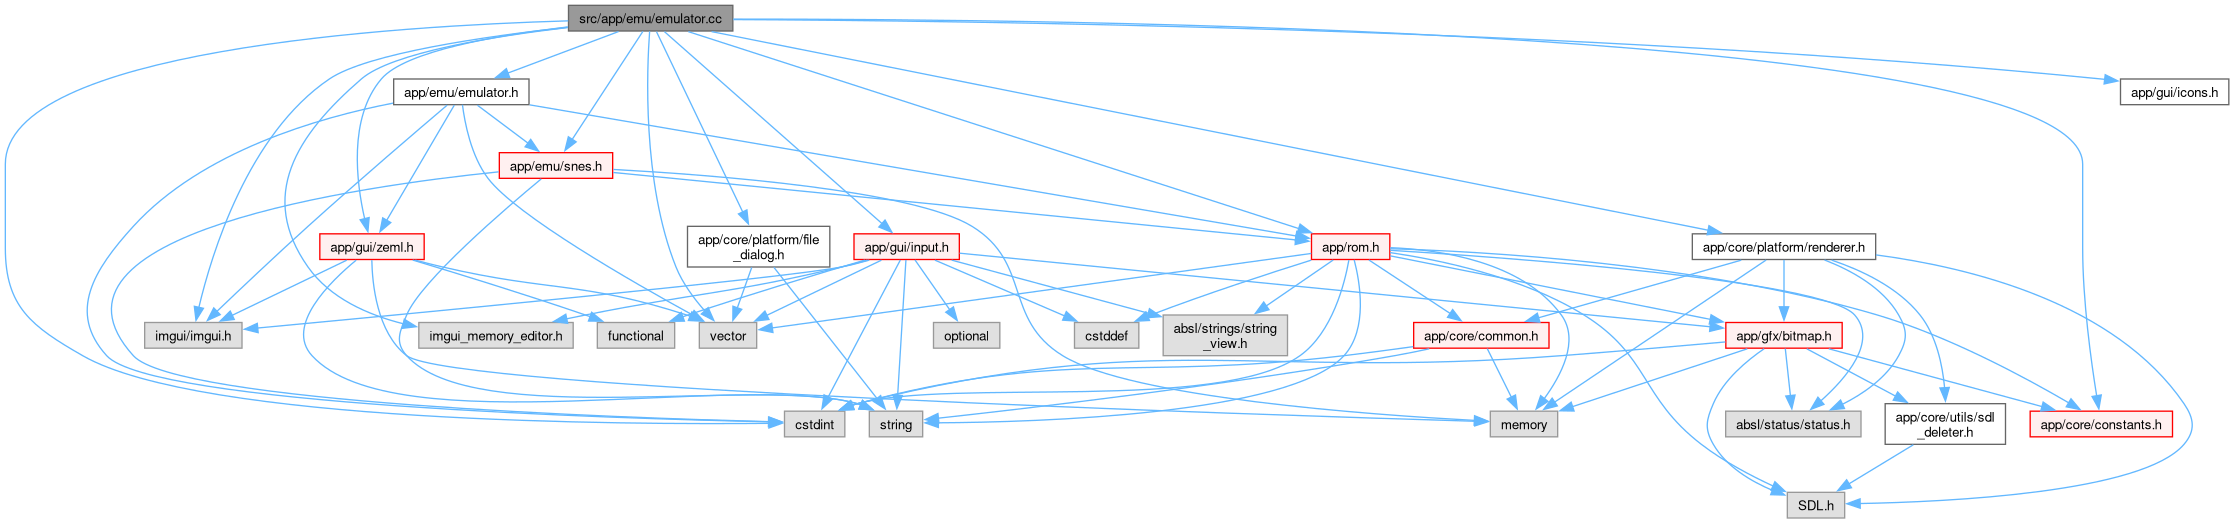 src/app/emu/emulator.cc
app/emu/emulator.h
app/gui/icons.h
app/emu/snes.h
app/gui/zeml.h
app/core/platform/file
_dialog.h
app/gui/input.h
app/rom.h
app/core/platform/renderer.h
imgui/imgui.h
imgui_memory_editor.h
functional
vector
optional
cstddef
absl/strings/string
_view.h
app/core/common.h
app/gfx/bitmap.h
cstdint
string
memory
absl/status/status.h
app/core/utils/sdl
_deleter.h
app/core/constants.h
SDL.h